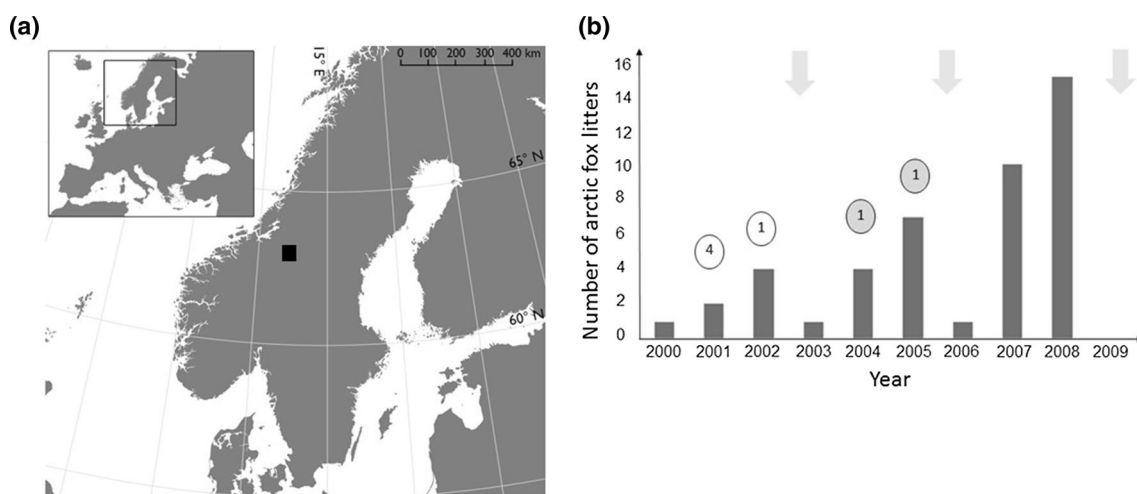 (a)
15°E
0 100 200 300 400 km
65° N
60° N
(b)
Number of arctic fox litters
16
14
12
10
8
6
4
2
0
4
1
1
1
2000 2001 2002 2003 2004 2005 2006 2007 2008 2009
Year